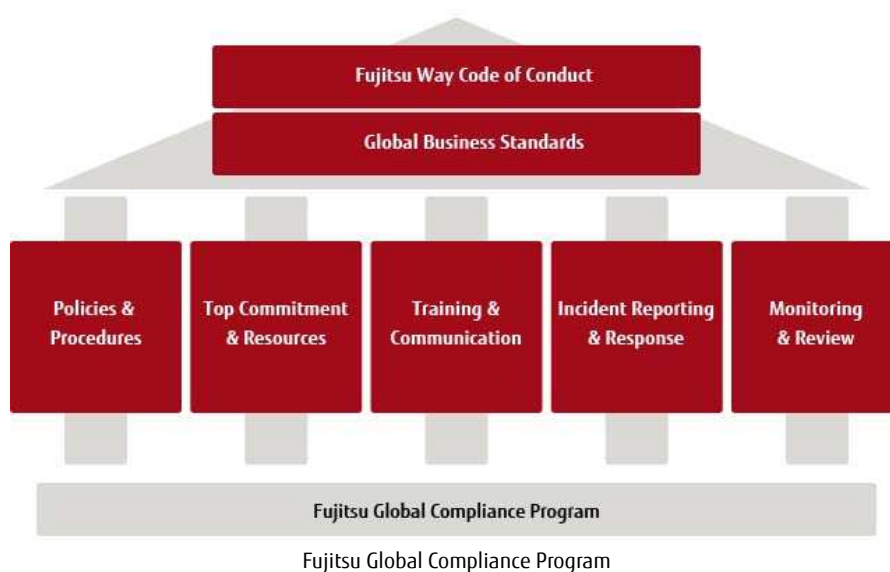 Fujitsu Way Code of Conduct
Global Business Standards
Policies &
Procedures
Top Commitment
& Resources
Training &
Communication
Incident Reporting
& Response
Monitoring
& Review
Fujitsu Global Compliance Program
Fujitsu Global Compliance Program